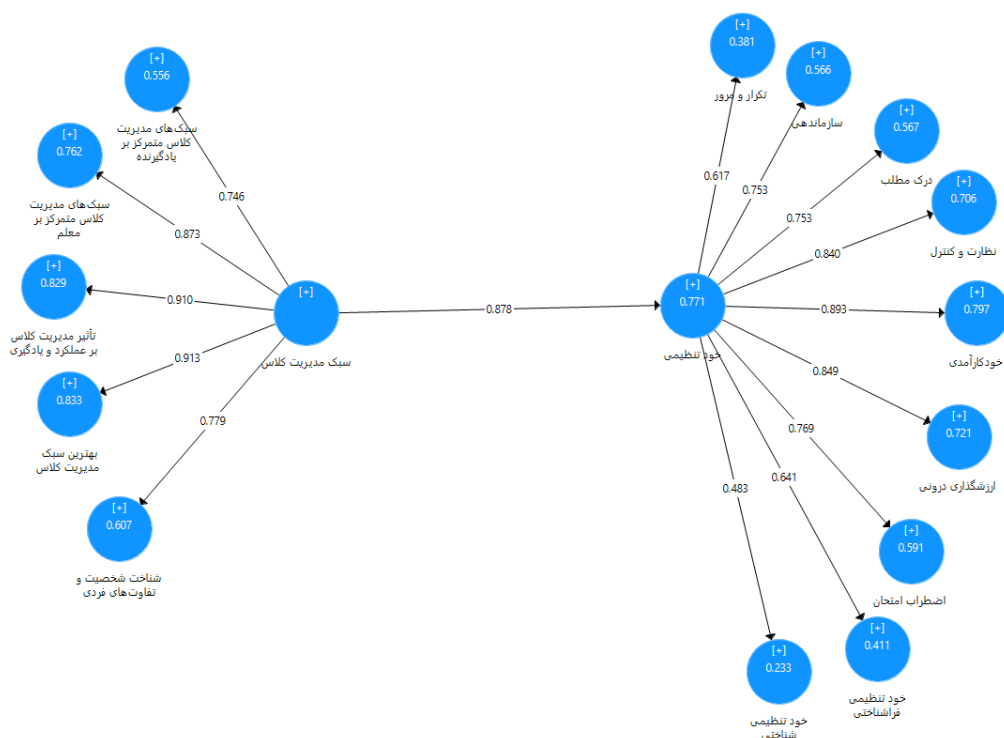 [+]
0.556
سبک‌های مدیریت
کلاس متمرکز بر
یادگیرنده
[+]
0.762
سبک‌های مدیریت
کلاس متمرکز بر
معلم
[+]
0.829
تأثیر مدیریت کلاس
بر عملکرد و یادگیری
[+]
0.833
بهترین سبک
مدیریت کلاس
[+]
0.607
شناخت شخصیت و
تفاوت‌های فردی
0.746
0.873
0.910
0.913
0.779
[+]
سبک مدیریت کلاس
0.878
[+]
0.771
خود تنظیمی
0.617
0.753
0.753
0.840
0.893
0.849
0.769
0.641
0.483
[+]
0.381
تکرار و مرور
[+]
0.566
سازماندهی
[+]
0.567
درک مطلب
[+]
0.706
نظارت و کنترل
[+]
0.797
خودکارآمدی
[+]
0.721
ارزشگذاری درونی
[+]
0.591
اضطراب امتحان
[+]
0.411
خود تنظیمی
فراشناختی
[+]
0.233
خود تنظیمی
شناختی